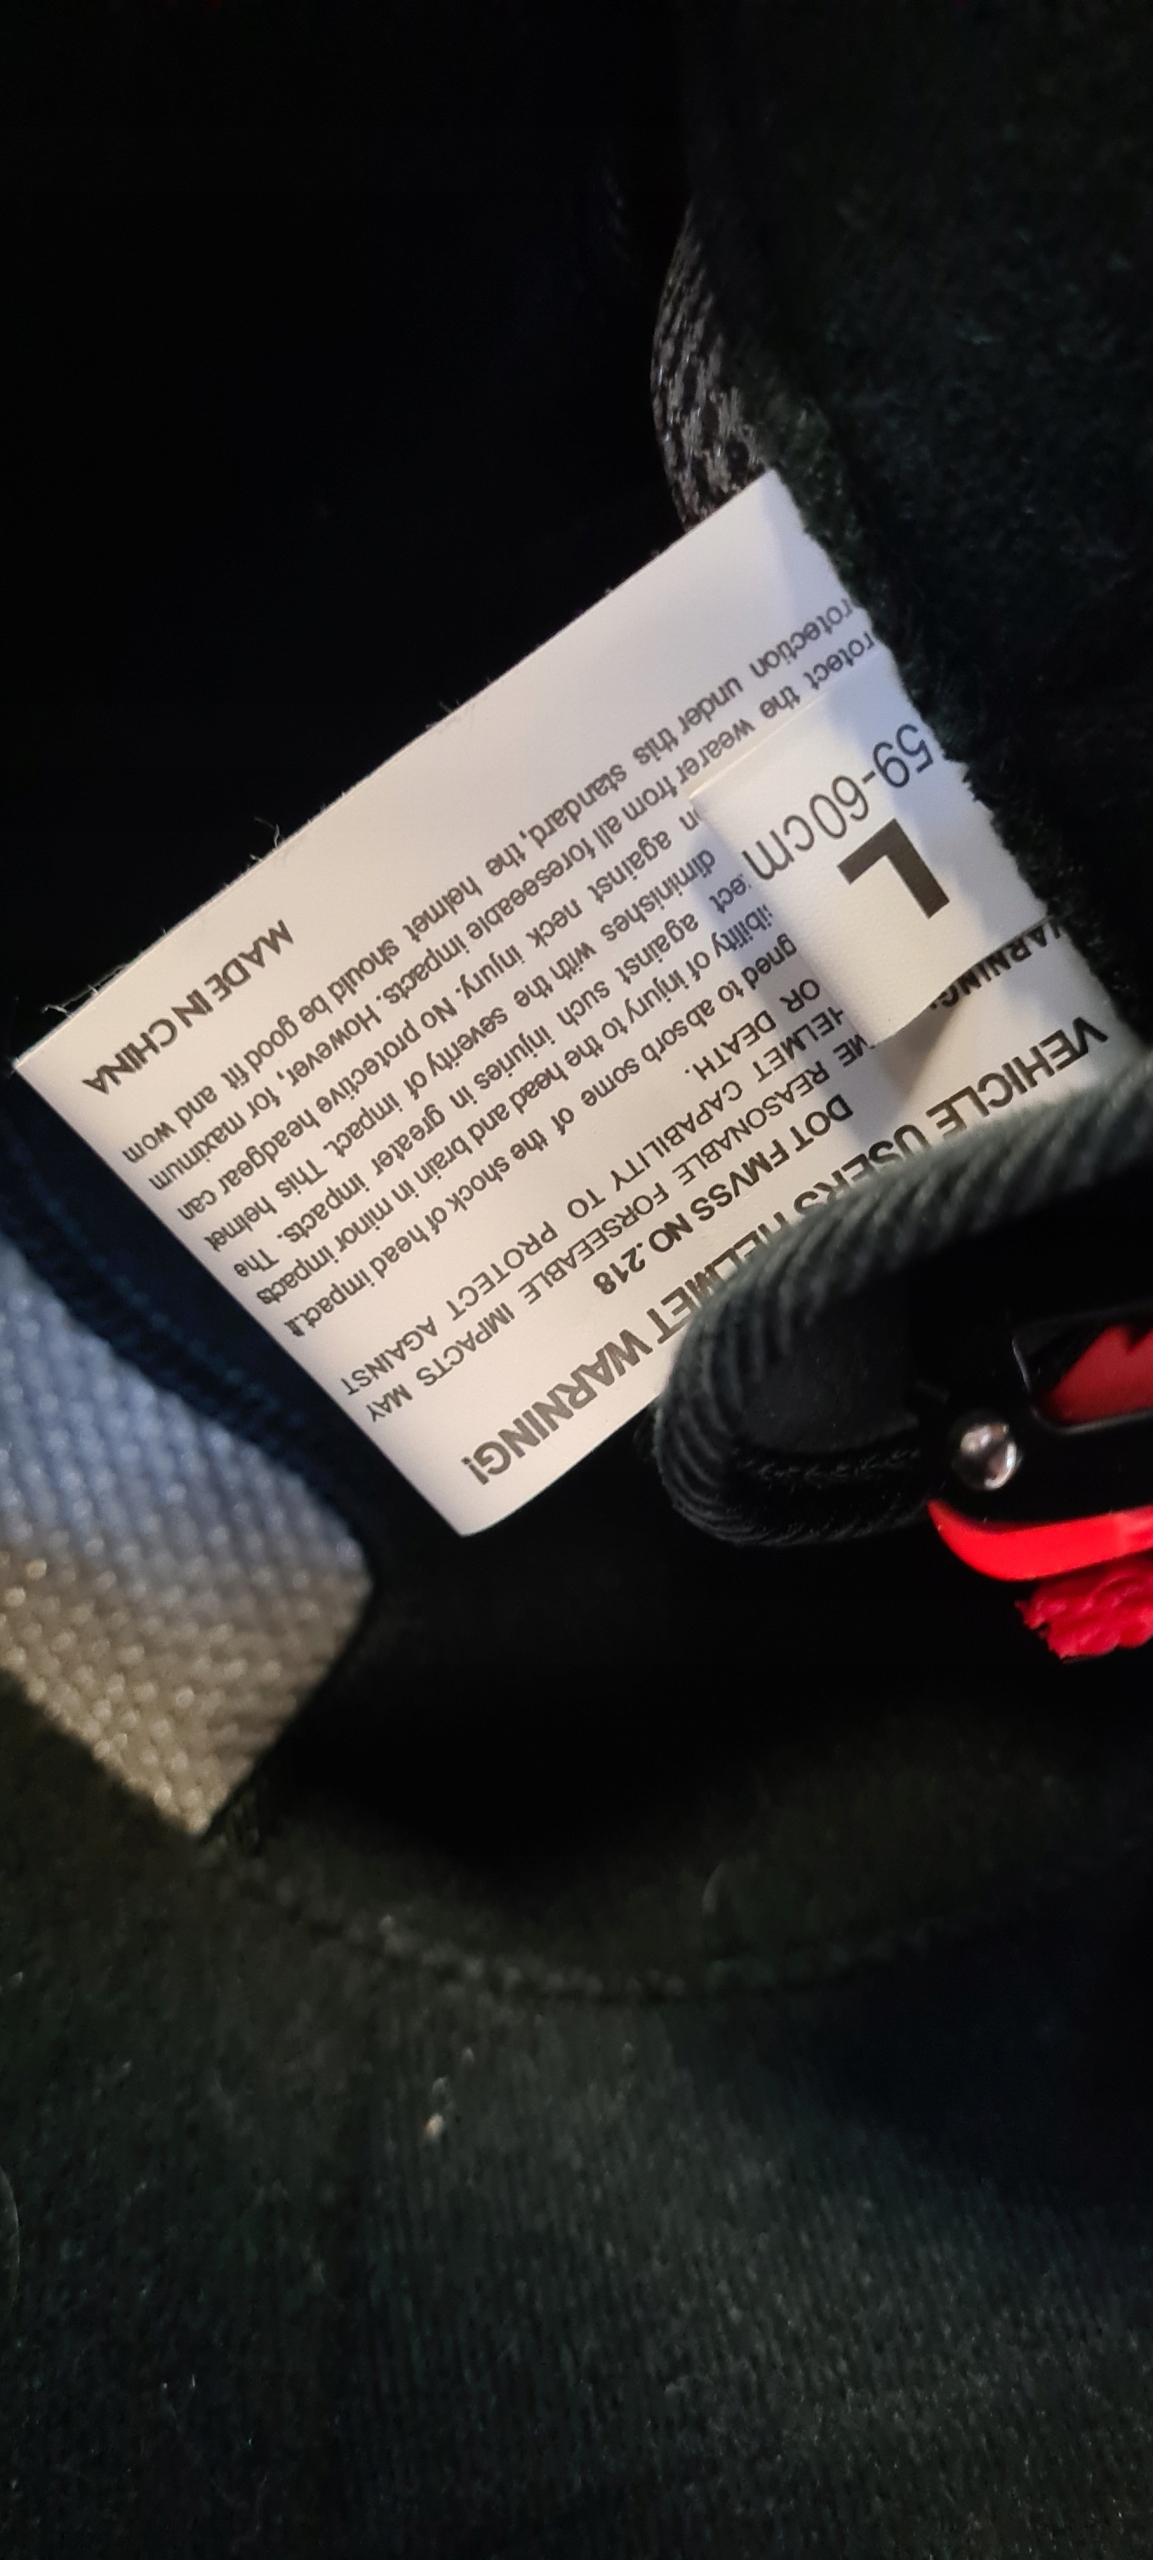 L
59-60cm
WARNING!
VEHICLE USERS HELMET WARNING!
DOT FMVSS NO.218
REASONABLE FORSEEABLE IMPACTS MAY
HELMET CAPABILITY TO PROTECT AGAINST
OR DEATH.
to absorb some of the shock of head impact.It
of injury to the head and brain in minor impacts
against such injuries in greater impacts. The
diminishes with the severity of impact. This helmet
against neck injury. No protective headgear can
protect the wearer from all foreseeable impacts. However, for maximum
protection under this standard, the helmet should be good fit and worn
MADE IN CHINA